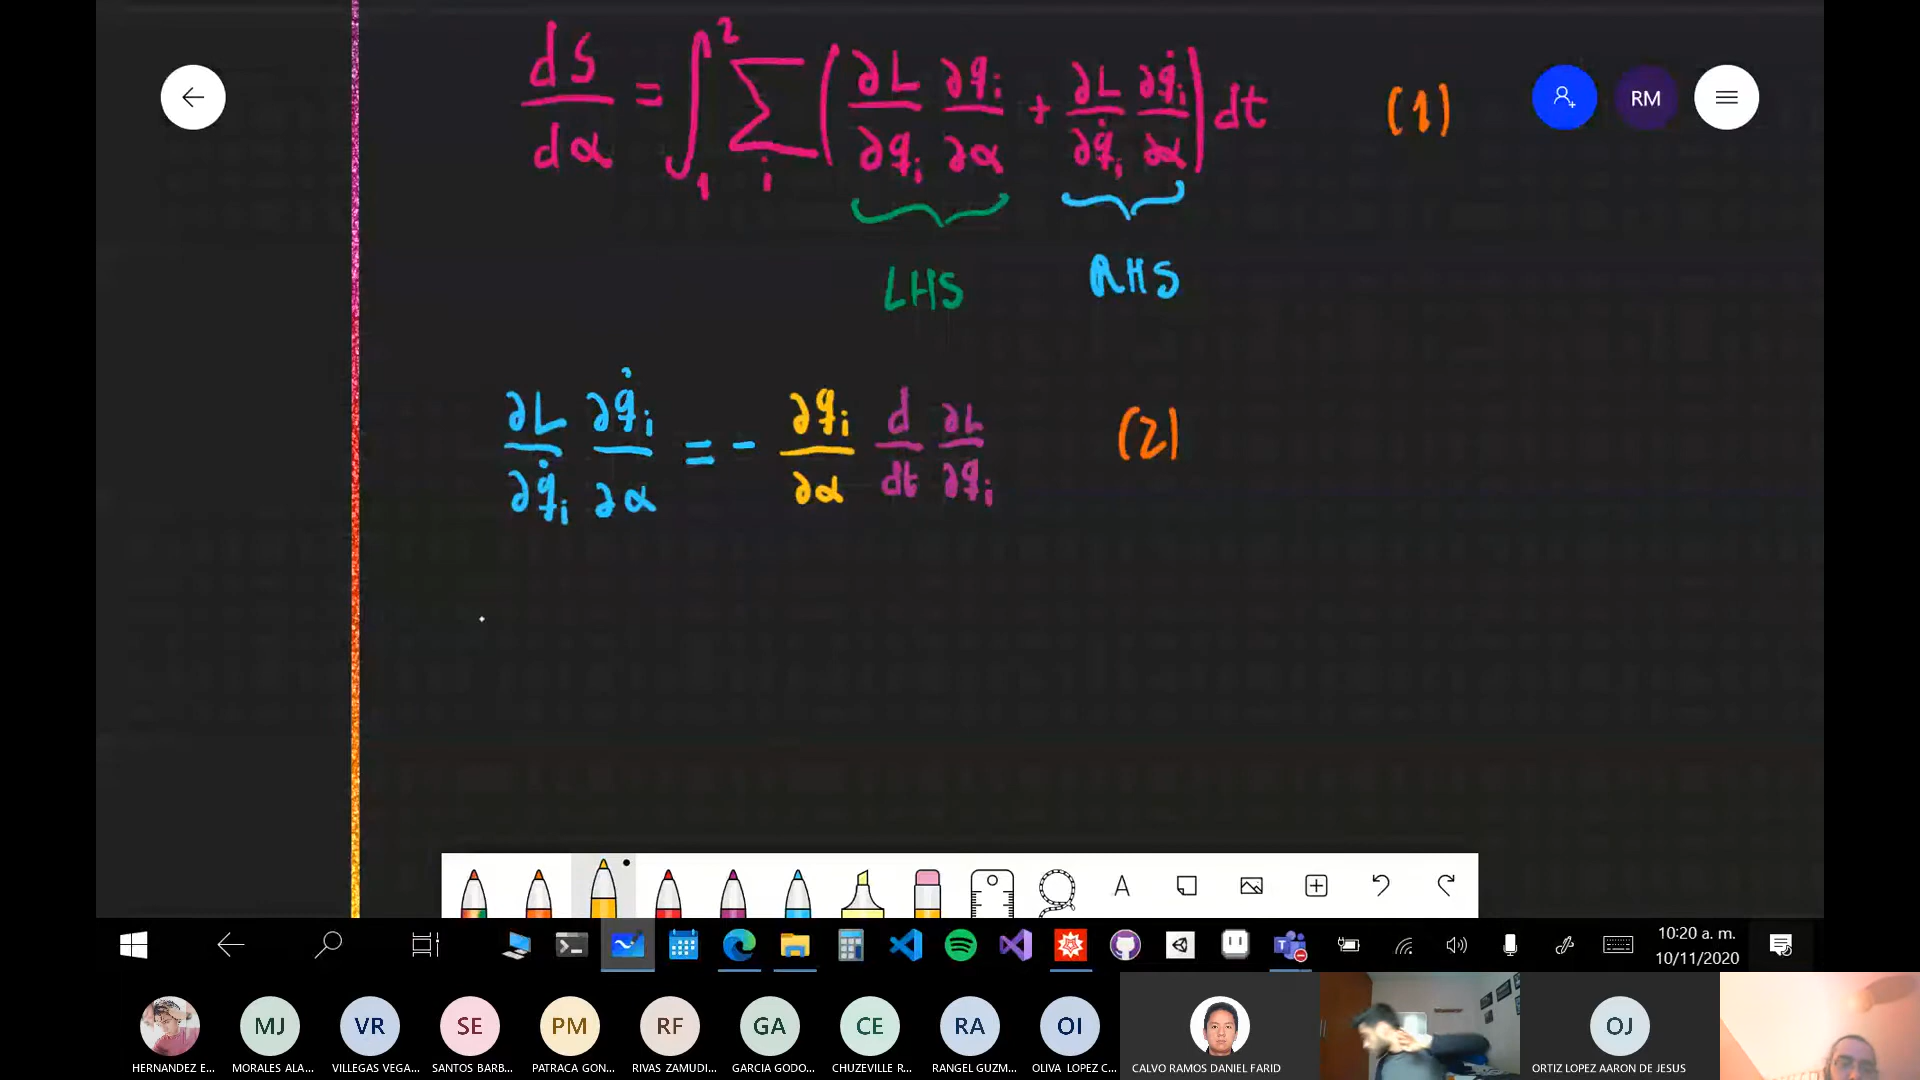 dS/dα = ∫₁² Σᵢ (∂L/∂qᵢ ∂qᵢ/∂α + ∂L/∂q̇ᵢ ∂q̇ᵢ/∂α) dt (1)
RM
LHS RHS
∂L/∂q̇ᵢ ∂q̇ᵢ/∂α = - ∂qᵢ/∂α d/dt ∂L/∂qᵢ (2)
A
10:20 a. m.
10/11/2020
MJ VR SE PM RF GA CE RA OI OJ
HERNANDEZ E... MORALES ALA... VILLEGAS VEGA... SANTOS BARB... PATRACA GON... RIVAS ZAMUDI... GARCIA GODO... CHUZEVILLE R... RANGEL GUZM... OLIVA LOPEZ C... CALVO RAMOS DANIEL FARID ORTIZ LOPEZ AARON DE JESUS